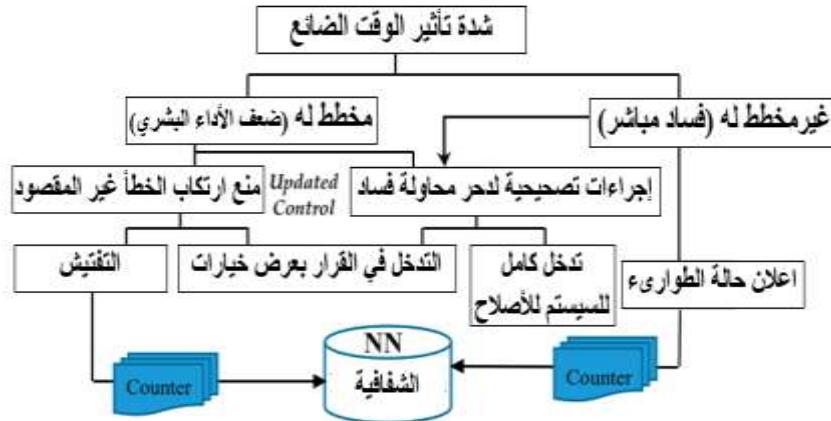 شدة تأثير الوقت الضائع
غيرمخطط له (فساد مباشر)
مخطط له (ضعف الأداء البشري)
إجراءات تصحيحية لدحر محاولة فساد
Updated
Control
منع ارتكاب الخطأ غير المقصود
اعلان حالة الطوارىء
تدخل كامل
للسيستم للأصلاح
التدخل في القرار بعرض خيارات
التفتيش
NN
الشفافية
Counter
Counter